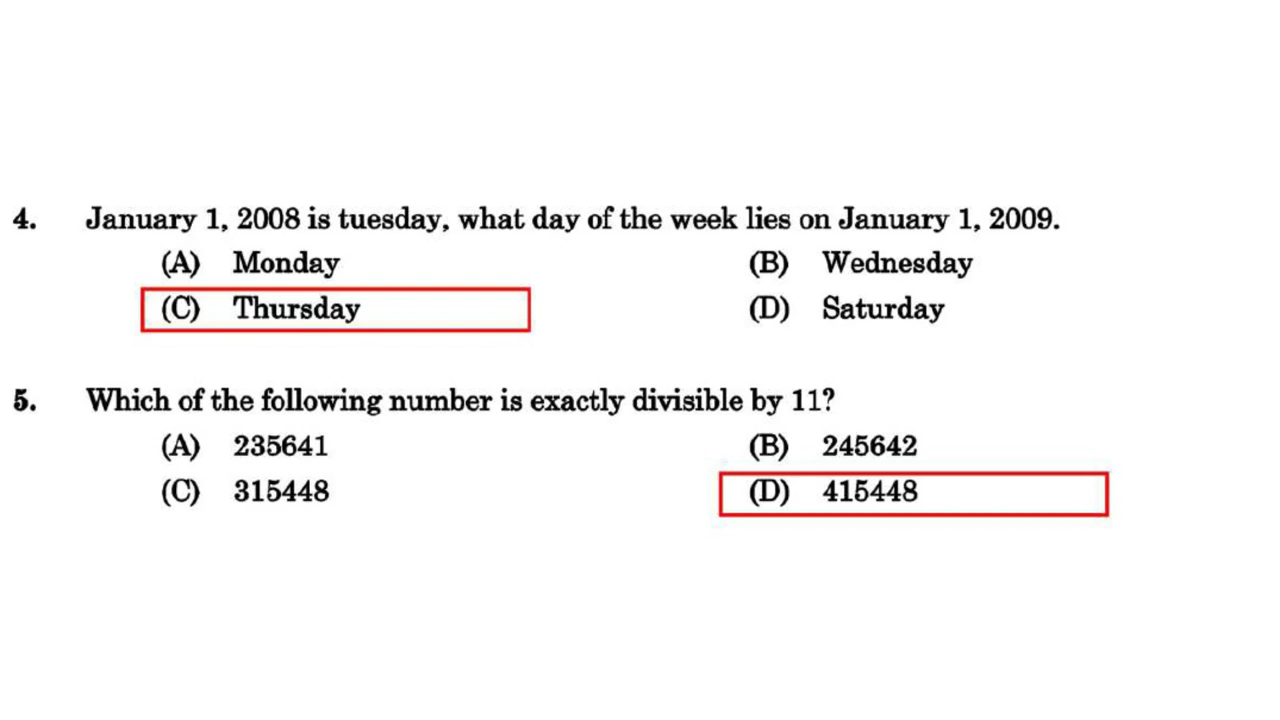 4. January 1, 2008 is tuesday, what day of the week lies on January 1, 2009.
(A) Monday (B) Wednesday
(C) Thursday (D) Saturday
5. Which of the following number is exactly divisible by 11?
(A) 235641 (B) 245642
(C) 315448 (D) 415448